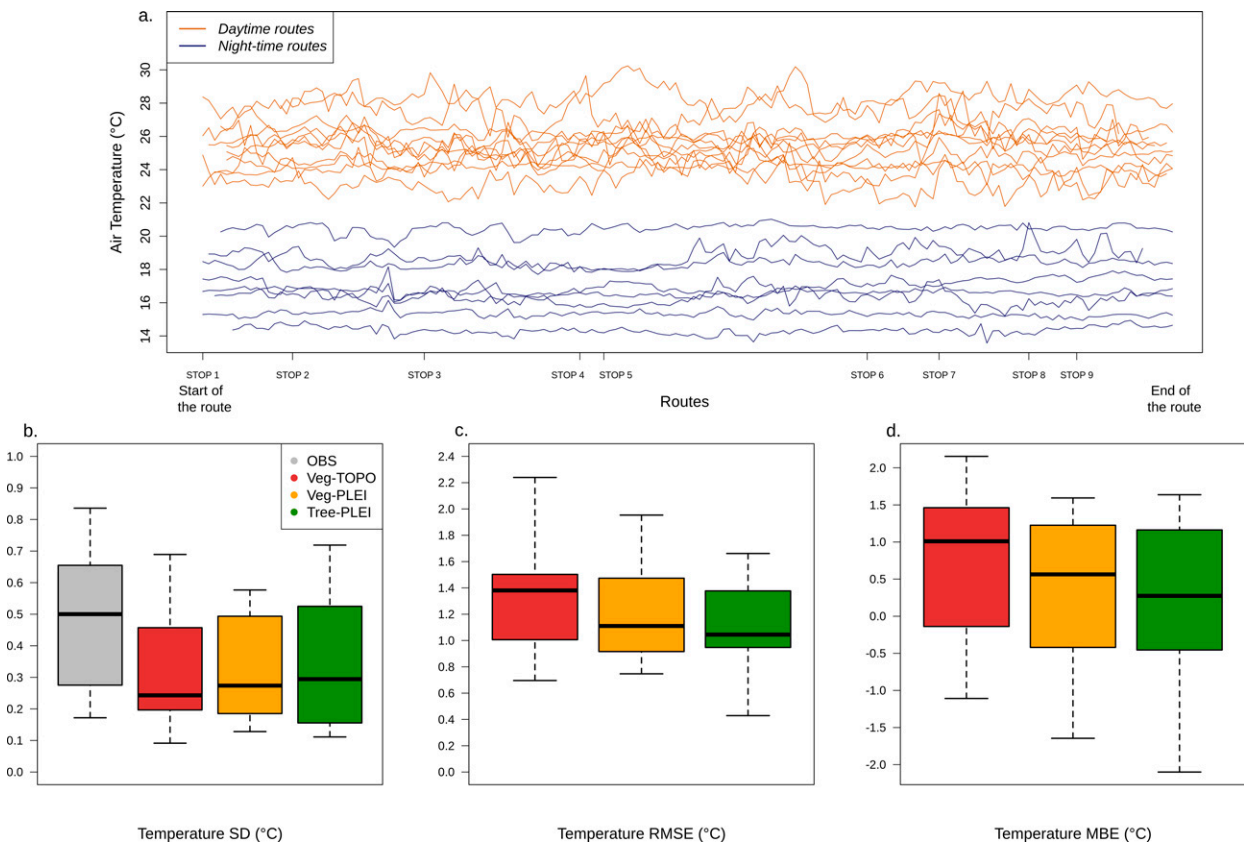 a.
Daytime routes
Night-time routes
Air Temperature (°C)
30
28
26
24
22
20
18
16
14
STOP 1 STOP 2 STOP 3 STOP 4 STOP 5 STOP 6 STOP 7 STOP 8 STOP 9
Start of
the route
Routes
End of
the route
b.
1.0
0.9
0.8
0.7
0.6
0.5
0.4
0.3
0.2
0.1
0.0
OBS
Veg-TOPO
Veg-PLEI
Tree-PLEI
Temperature SD (°C)
c.
2.4
2.2
2.0
1.8
1.6
1.4
1.2
1.0
0.8
0.6
0.4
0.2
0.0
Temperature RMSE (°C)
d.
2.0
1.5
1.0
0.5
0.0
-0.5
-1.0
-1.5
-2.0
Temperature MBE (°C)